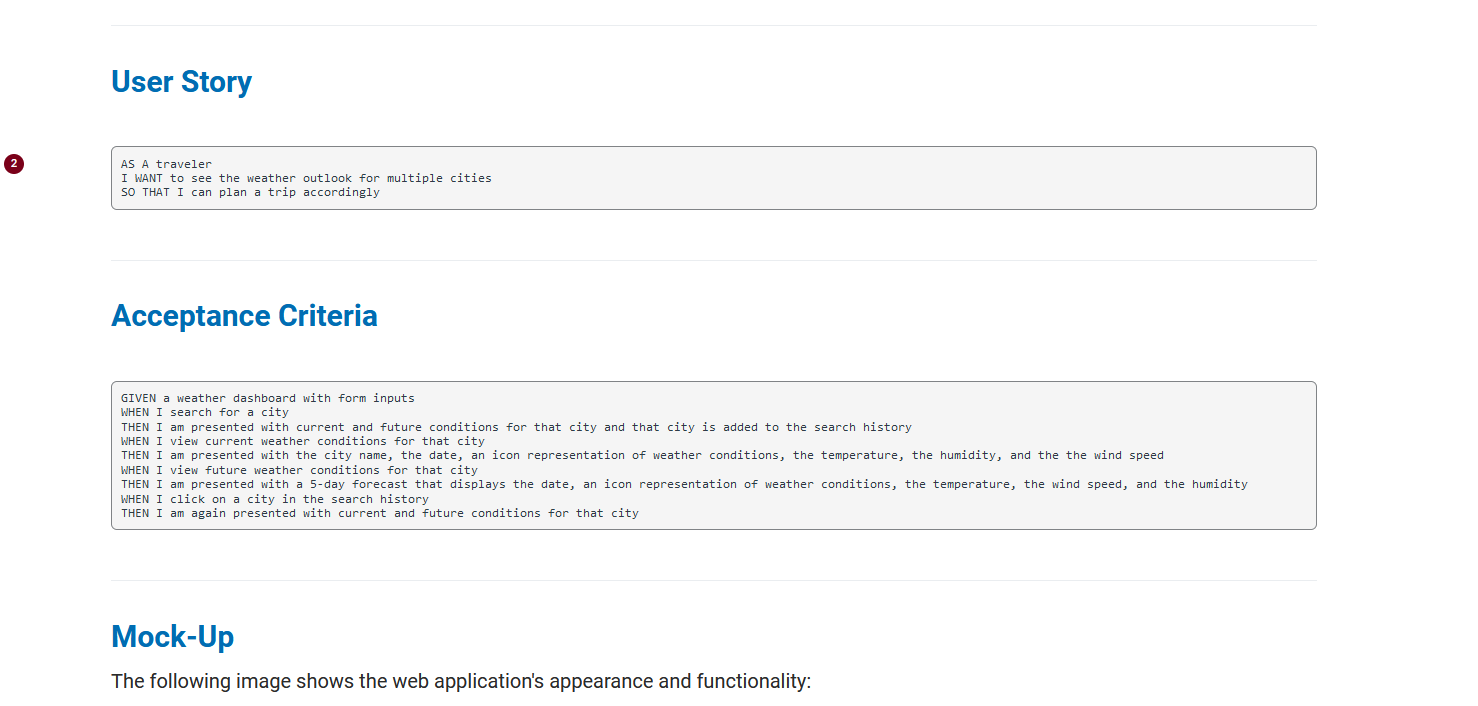 User Story
2
AS A traveler
I WANT to see the weather outlook for multiple cities
SO THAT I can plan a trip accordingly
Acceptance Criteria
GIVEN a weather dashboard with form inputs
WHEN I search for a city
THEN I am presented with current and future conditions for that city and that city is added to the search history
WHEN I view current weather conditions for that city
THEN I am presented with the city name, the date, an icon representation of weather conditions, the temperature, the humidity, and the the wind speed
WHEN I view future weather conditions for that city
THEN I am presented with a 5-day forecast that displays the date, an icon representation of weather conditions, the temperature, the wind speed, and the humidity
WHEN I click on a city in the search history
THEN I am again presented with current and future conditions for that city
Mock-Up
The following image shows the web application's appearance and functionality: